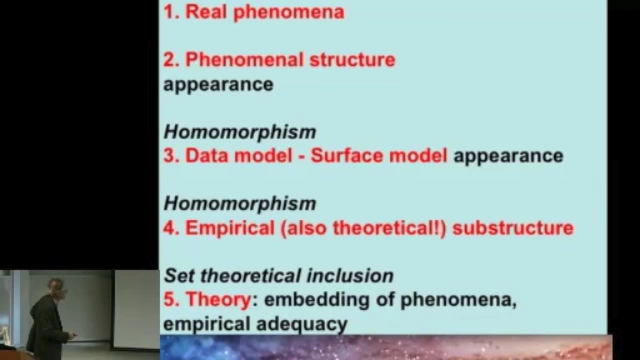 1. Real phenomena
2. Phenomenal structure
appearance
Homomorphism
3. Data model - Surface model appearance
Homomorphism
4. Empirical (also theoretical!) substructure
Set theoretical inclusion
5. Theory: embedding of phenomena,
empirical adequacy